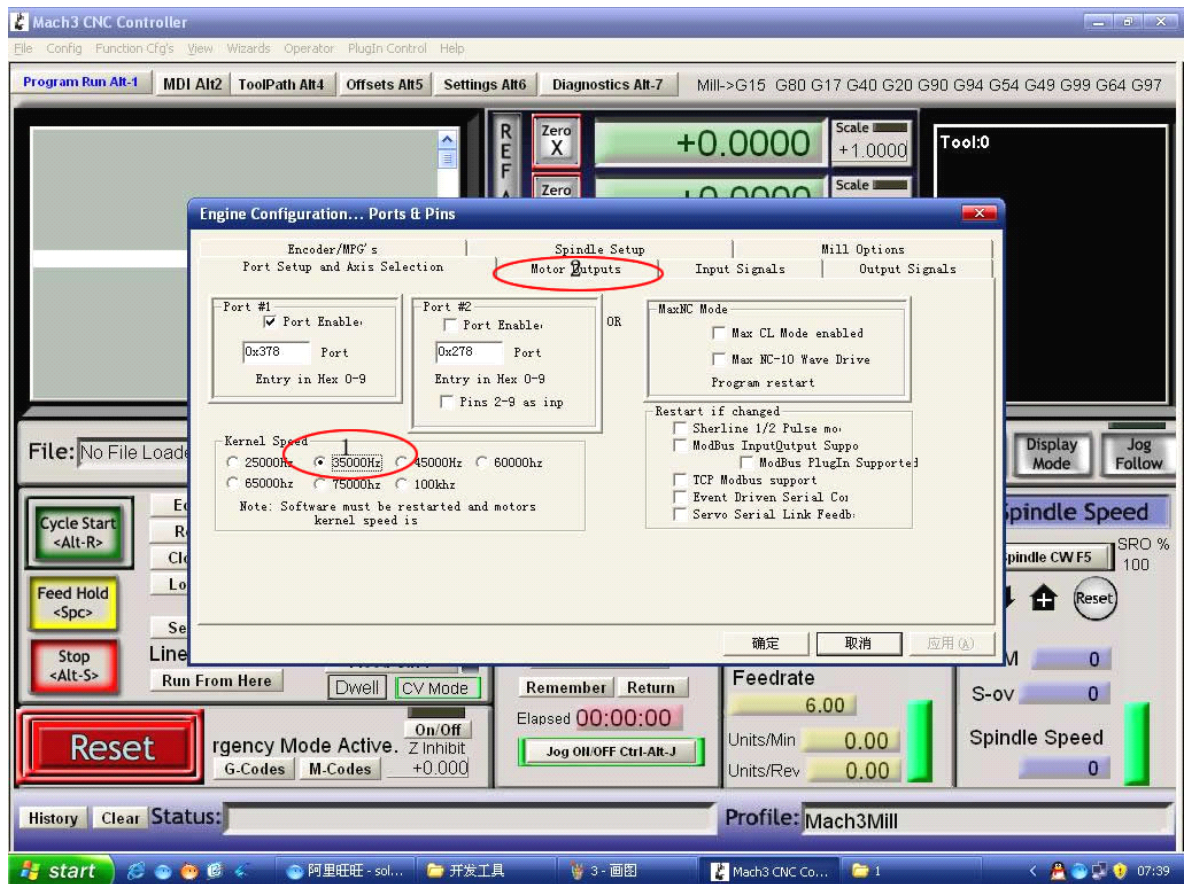 Mach3 CNC Controller
File Config Function Cfg's View Wizards Operator PlugIn Control Help
Program Run Alt-1 MDI Alt2 ToolPath Alt4 Offsets Alt5 Settings Alt6 Diagnostics Alt-7 Mill->G15 G80 G17 G40 G20 G90 G94 G54 G49 G99 G64 G97
REF
Zero X +0.0000 Scale +1.0000
Tool:0
Zero Scale
Engine Configuration... Ports & Pins
Encoder/MPG's Spindle Setup Mill Options
Port Setup and Axis Selection Motor Outputs Input Signals Output Signals
2
Port #1
Port Enable
0x378 Port
Entry in Hex 0-9
Port #2
Port Enable
0x278 Port
Entry in Hex 0-9
Pins 2-9 as inp
OR
MaxNC Mode
Max CL Mode enabled
Max NC-10 Wave Drive
Program restart
Restart if changed
Sherline 1/2 Pulse mo
ModBus InputOutput Suppo
ModBus PlugIn Supported
TCP Modbus support
Event Driven Serial Co
Servo Serial Link Feedb
Kernel Speed
1
25000Hz 35000Hz 45000Hz 60000hz
65000hz 75000hz 100khz
Note: Software must be restarted and motors
kernel speed is
确定 取消 应用(A)
File: No File Loade
Display Mode Jog Follow
Cycle Start <Alt-R>
Feed Hold <Spc>
Stop <Alt-S>
Ed
R
Clo
Lo
Se
Line
Run From Here
Dwell CV Mode
Spindle Speed
Spindle CW F5 SRO % 100
Reset
M 0
S-ov 0
Spindle Speed
0
Remember Return
Elapsed 00:00:00
Jog ON/OFF Ctrl-Alt-J
Feedrate
6.00
Units/Min 0.00
Units/Rev 0.00
Reset
rgency Mode Active.
On/Off
Z Inhibit
+0.000
G-Codes M-Codes
History Clear Status:
Profile: Mach3Mill
start 阿里旺旺 - sol... 开发工具 3 - 画图 Mach3 CNC Co... 1 07:39